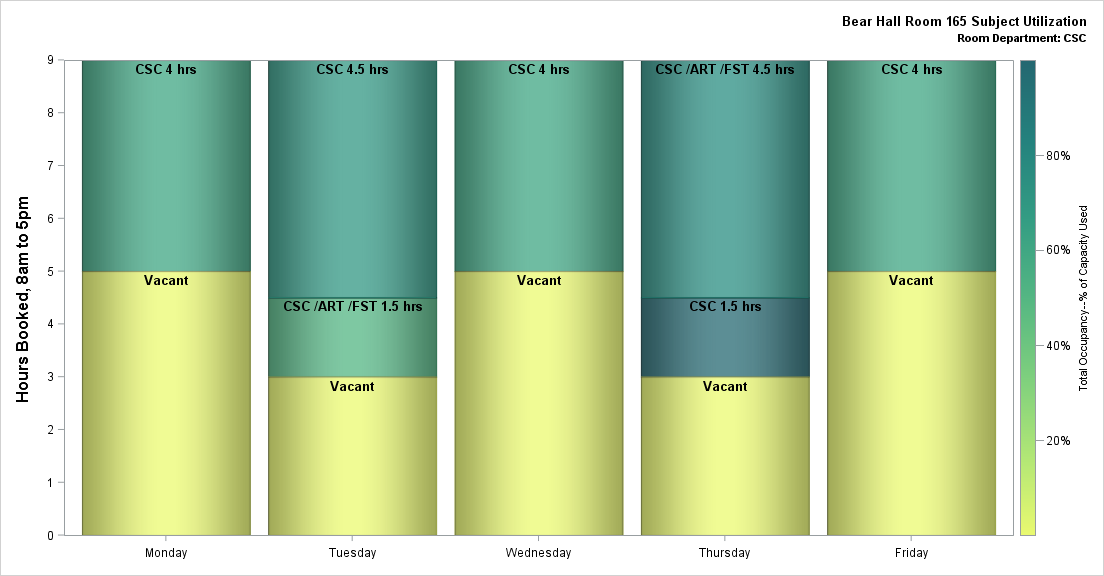 Bear Hall Room 165 Subject Utilization
Room Department: CSC
Hours Booked, 8am to 5pm
9
8
7
6
5
4
3
2
1
0
CSC 4 hrs
Vacant
CSC 4.5 hrs
CSC /ART /FST 1.5 hrs
Vacant
CSC 4 hrs
Vacant
CSC /ART /FST 4.5 hrs
CSC 1.5 hrs
Vacant
CSC 4 hrs
Vacant
Monday
Tuesday
Wednesday
Thursday
Friday
80%
60%
40%
20%
Total Occupancy--% of Capacity Used